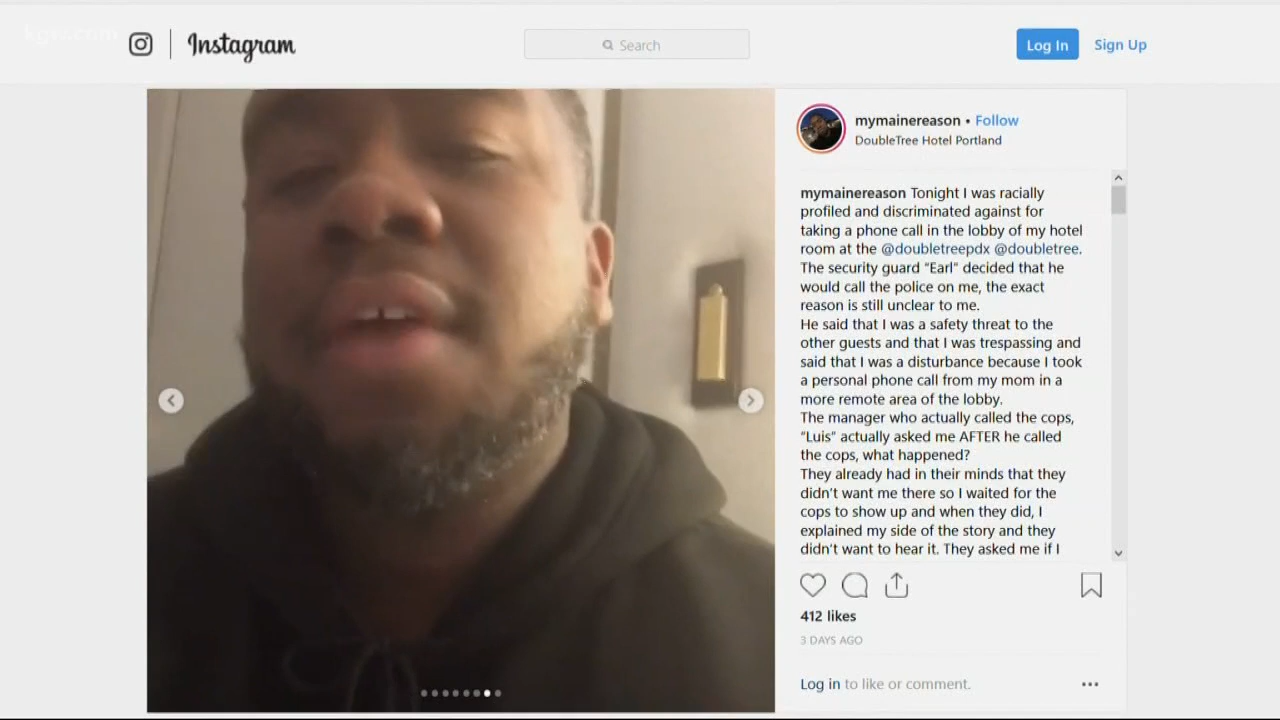 kgw.com
Instagram
Search
Log In
Sign Up
mymainereason • Follow
DoubleTree Hotel Portland
mymainereason Tonight I was racially
profiled and discriminated against for
taking a phone call in the lobby of my hotel
room at the @doubletreepdx @doubletree.
The security guard “Earl” decided that he
would call the police on me, the exact
reason is still unclear to me.
He said that I was a safety threat to the
other guests and that I was trespassing and
said that I was a disturbance because I took
a personal phone call from my mom in a
more remote area of the lobby.
The manager who actually called the cops,
“Luis” actually asked me AFTER he called
the cops, what happened?
They already had in their minds that they
didn’t want me there so I waited for the
cops to show up and when they did, I
explained my side of the story and they
didn’t want to hear it. They asked me if I
412 likes
3 DAYS AGO
Log in to like or comment.